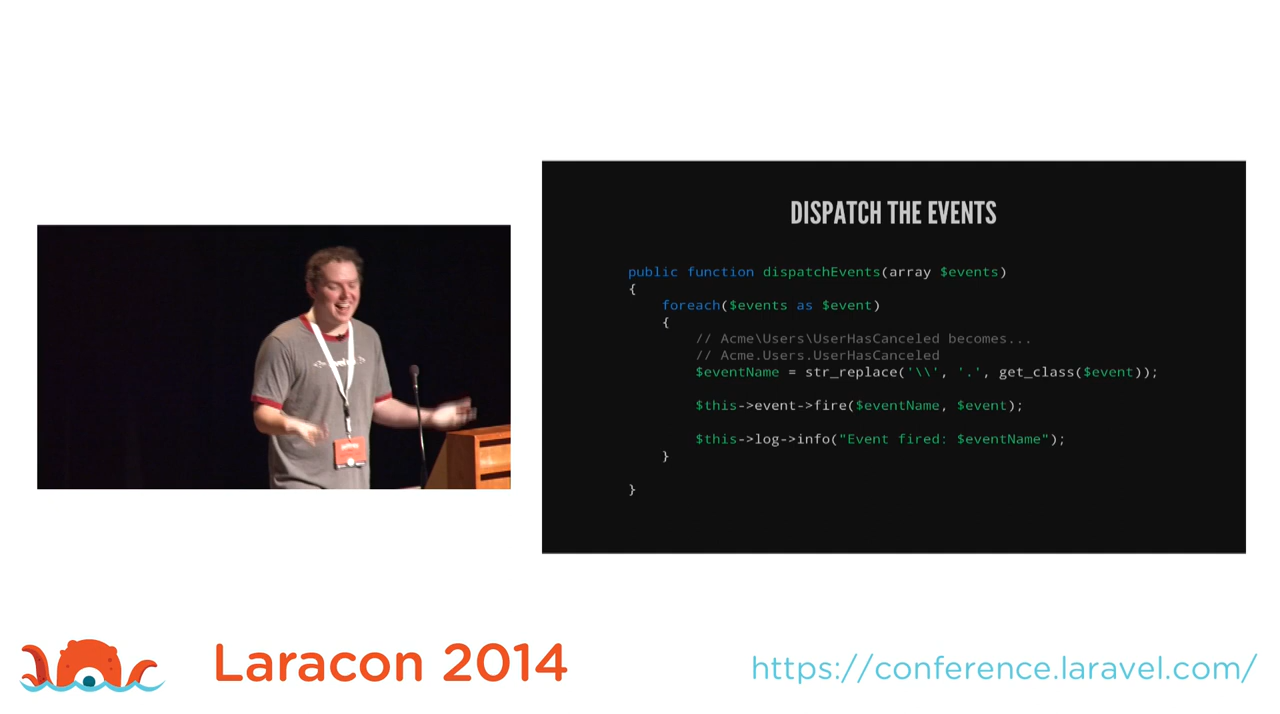 DISPATCH THE EVENTS
public function dispatchEvents(array $events)
{
foreach($events as $event)
{
// Acme\Users\UserHasCanceled becomes...
// Acme.Users.UserHasCanceled
$eventName = str_replace('\\', '.', get_class($event));
$this->event->fire($eventName, $event);
$this->log->info("Event fired: $eventName");
}
}
Laracon 2014
https://conference.laravel.com/